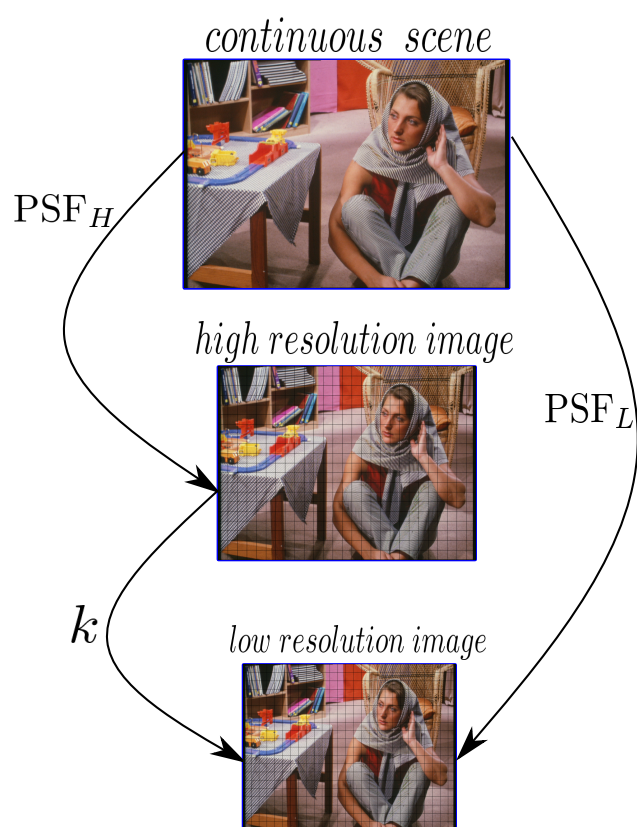 continuous scene
PSF_H
high resolution image
PSF_L
k
low resolution image